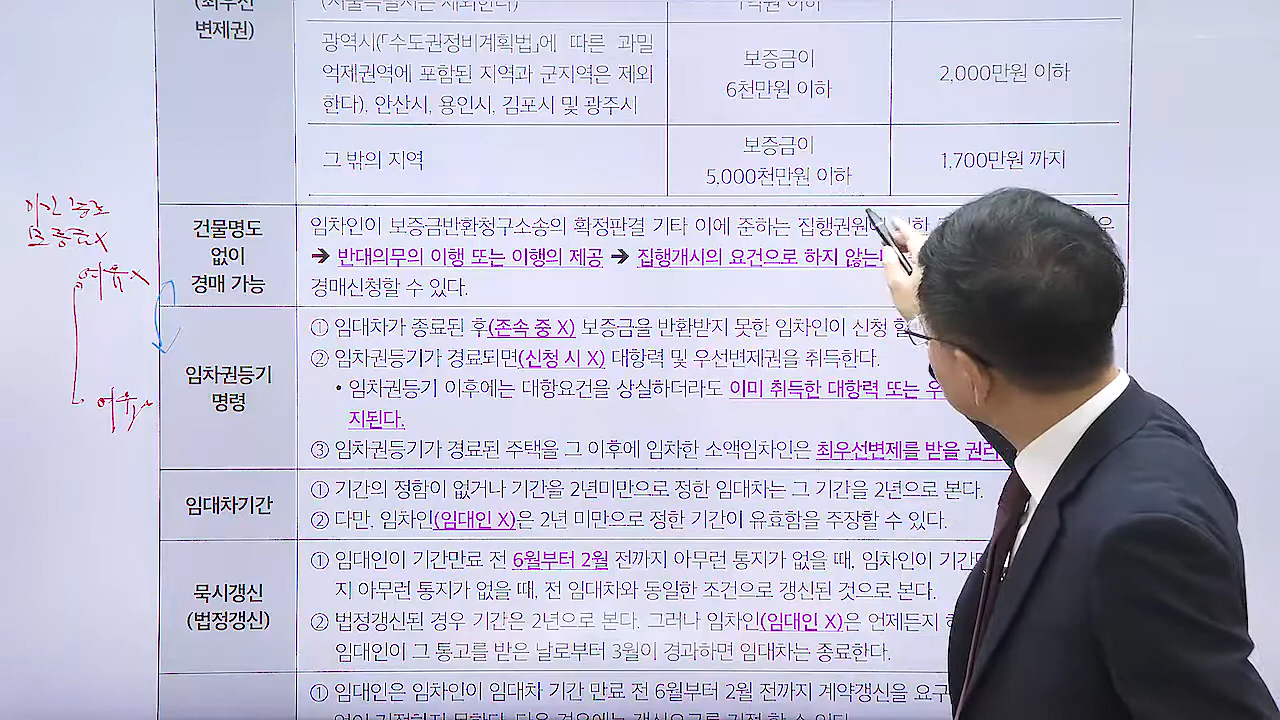 (최우선
변제권)
(서울특별시는 제외한다)
1억원 이하
광역시(「수도권정비계획법」에 따른 과밀
억제권역에 포함된 지역과 군지역은 제외
한다), 안산시, 용인시, 김포시 및 광주시
보증금이
6천만원 이하
2,000만원 이하
그 밖의 지역
보증금이
5,000천만원 이하
1,700만원 까지
건물명도
없이
경매 가능
임차인이 보증금반환청구소송의 확정판결 기타 이에 준하는 집행권원
➔ 반대의무의 이행 또는 이행의 제공 ➔ 집행개시의 요건으로 하지 않는
경매신청할 수 있다.
임차권등기
명령
① 임대차가 종료된 후(존속 중 X) 보증금을 반환받지 못한 임차인이 신청
② 임차권등기가 경료되면(신청 시 X) 대항력 및 우선변제권을 취득한다.
• 임차권등기 이후에는 대항요건을 상실하더라도 이미 취득한 대항력 또는 우
지된다.
③ 임차권등기가 경료된 주택을 그 이후에 임차한 소액임차인은 최우선변제를 받을 권리
임대차기간
① 기간의 정함이 없거나 기간을 2년미만으로 정한 임대차는 그 기간을 2년으로 본다.
② 다만, 임차인(임대인 X)은 2년 미만으로 정한 기간이 유효함을 주장할 수 있다.
묵시갱신
(법정갱신)
① 임대인이 기간만료 전 6월부터 2월 전까지 아무런 통지가 없을 때, 임차인이 기간
지 아무런 통지가 없을 때, 전 임대차와 동일한 조건으로 갱신된 것으로 본다.
② 법정갱신된 경우 기간은 2년으로 본다. 그러나 임차인(임대인 X)은 언제든지
임대인이 그 통고를 받은 날로부터 3월이 경과하면 임대차는 종료한다.
① 임대인은 임차인이 임대차 기간 만료 전 6월부터 2월 전까지 계약갱신을 요구